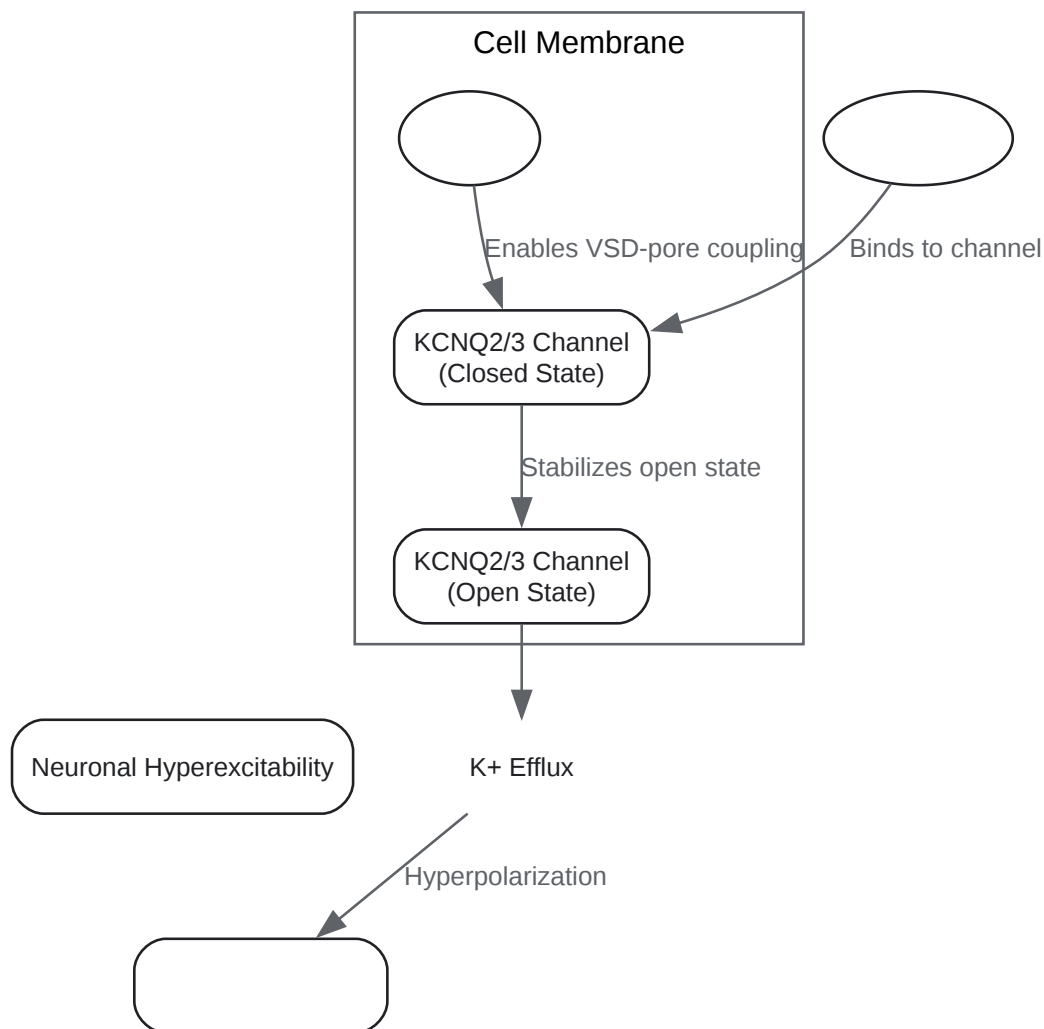 Cell Membrane
Enables VSD-pore coupling
Binds to channel
KCNQ2/3 Channel
(Closed State)
Stabilizes open state
KCNQ2/3 Channel
(Open State)
Neuronal Hyperexcitability
K+ Efflux
Hyperpolarization